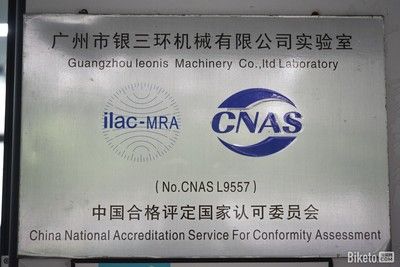 广州市银三环机械有限公司实验室
Guangzhou Ieonis Machinery Co.,ltd Laboratory
ilac-MRA
CNAS
(No.CNAS L9557)
中国合格评定国家认可委员会
China National Accreditation Service For Conformity Assessment
Biketo